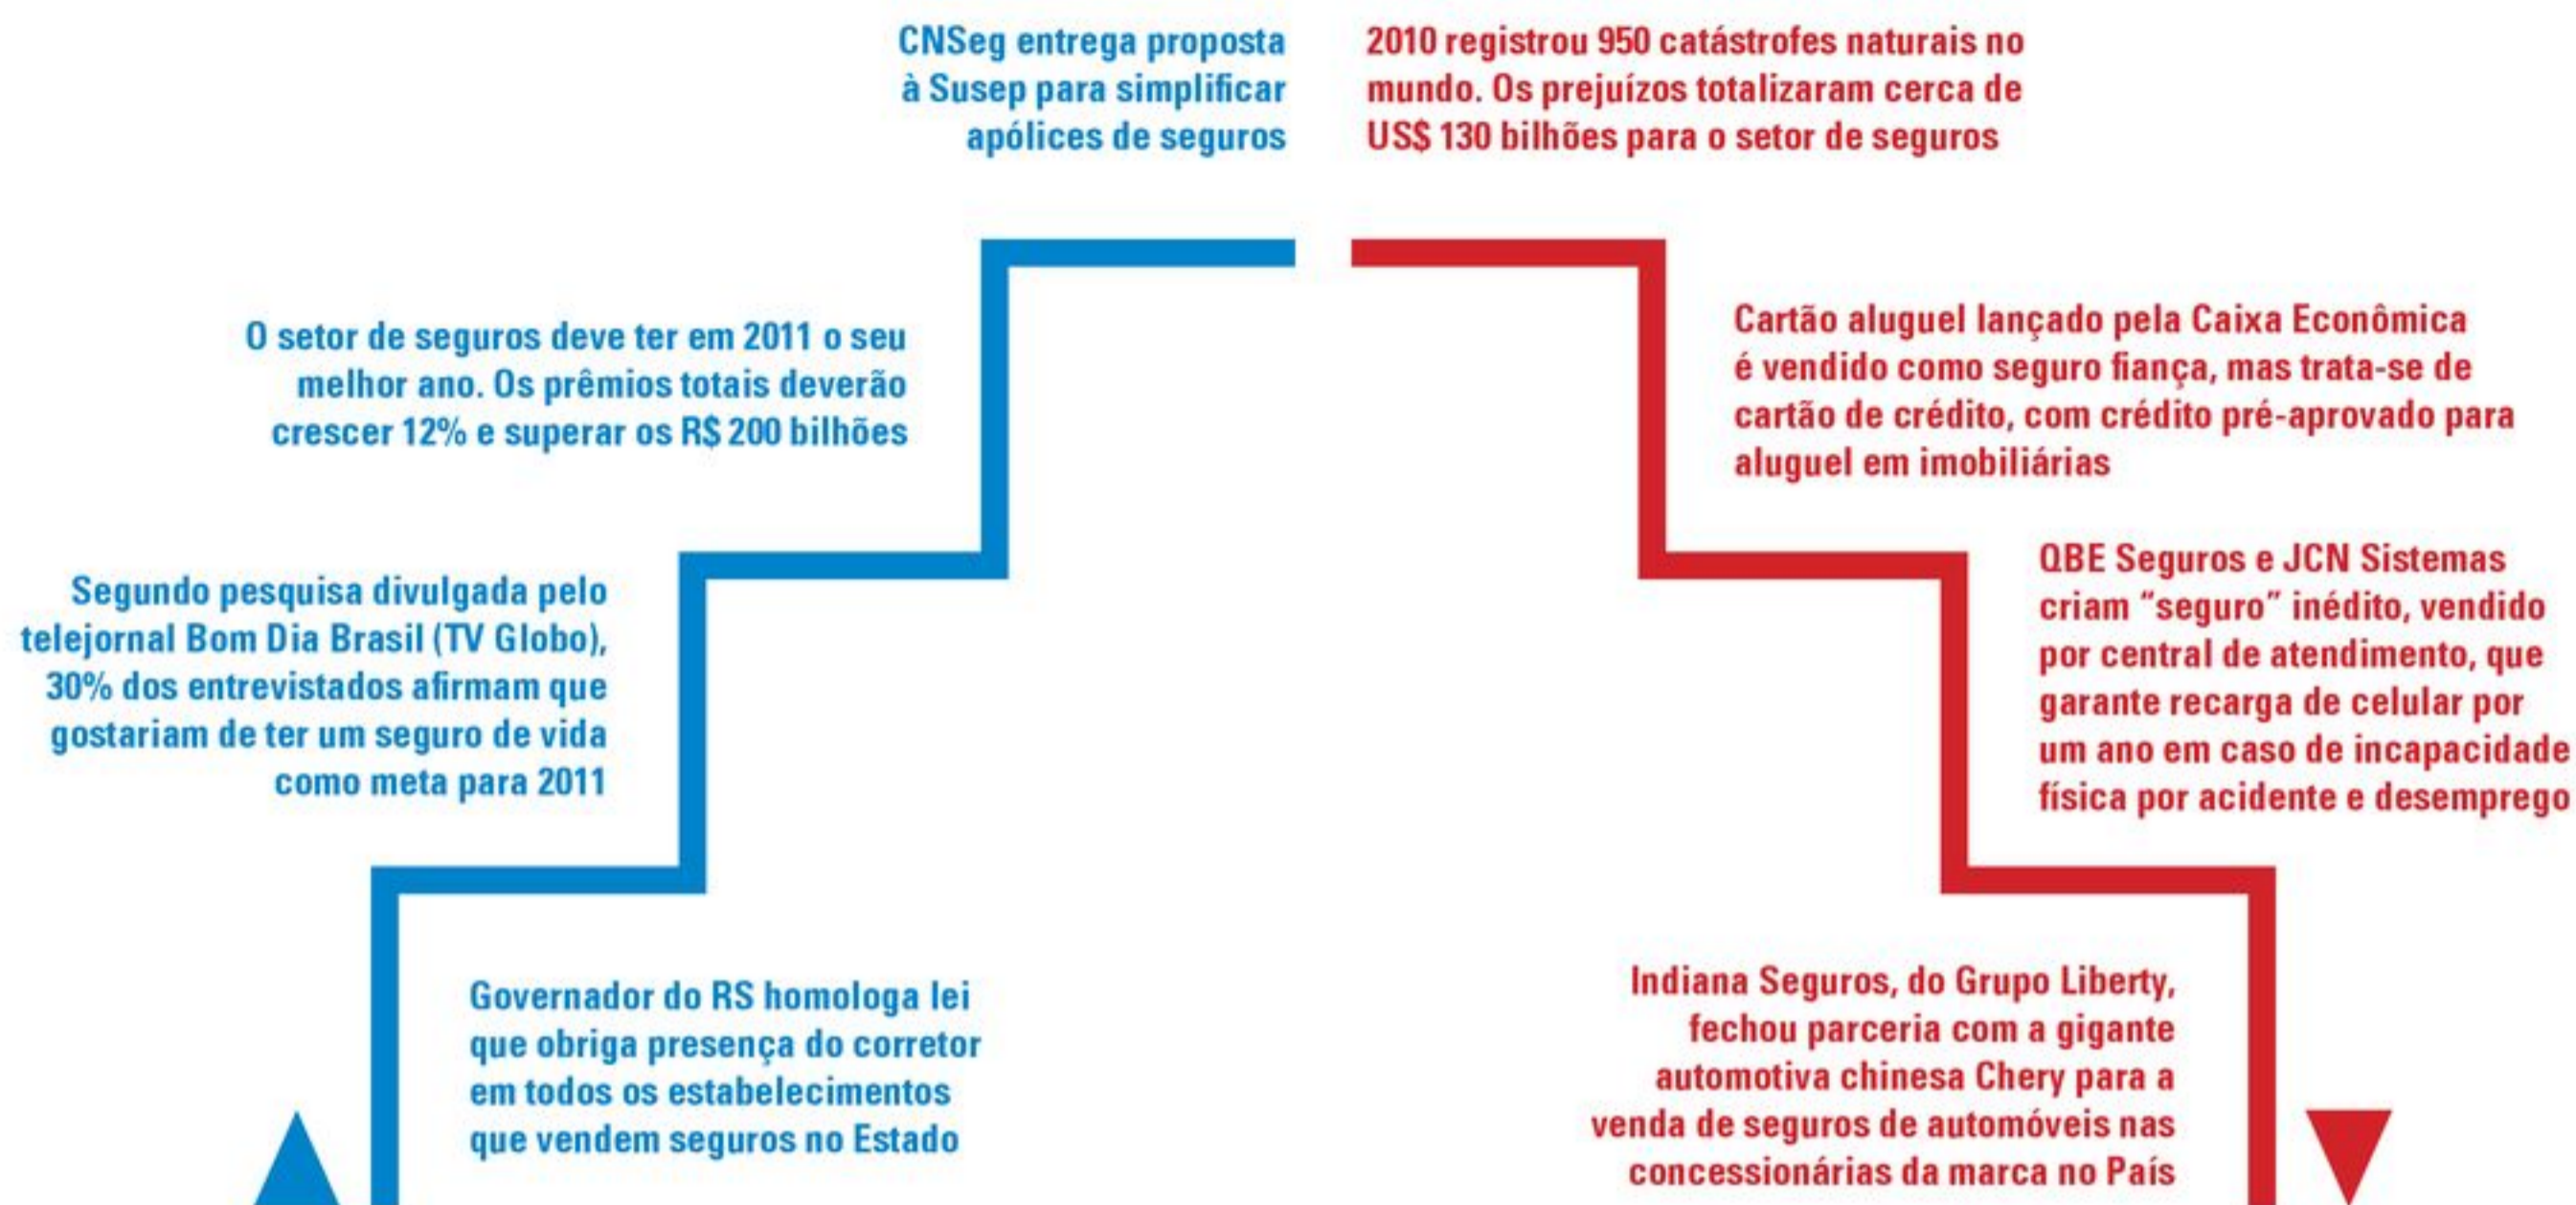 CNSeg entrega proposta
à Susep para simplificar
apólices de seguros
2010 registrou 950 catástrofes naturais no
mundo. Os prejuízos totalizaram cerca de
US$ 130 bilhões para o setor de seguros
O setor de seguros deve ter em 2011 o seu
melhor ano. Os prêmios totais deverão
crescer 12% e superar os R$ 200 bilhões
Cartão aluguel lançado pela Caixa Econômica
é vendido como seguro fiança, mas trata-se de
cartão de crédito, com crédito pré-aprovado para
aluguel em imobiliárias
Segundo pesquisa divulgada pelo
telejornal Bom Dia Brasil (TV Globo),
30% dos entrevistados afirmam que
gostariam de ter um seguro de vida
como meta para 2011
QBE Seguros e JCN Sistemas
criam “seguro” inédito, vendido
por central de atendimento, que
garante recarga de celular por
um ano em caso de incapacidade
física por acidente e desemprego
Governador do RS homologa lei
que obriga presença do corretor
em todos os estabelecimentos
que vendem seguros no Estado
Indiana Seguros, do Grupo Liberty,
fechou parceria com a gigante
automotiva chinesa Chery para a
venda de seguros de automóveis nas
concessionárias da marca no País